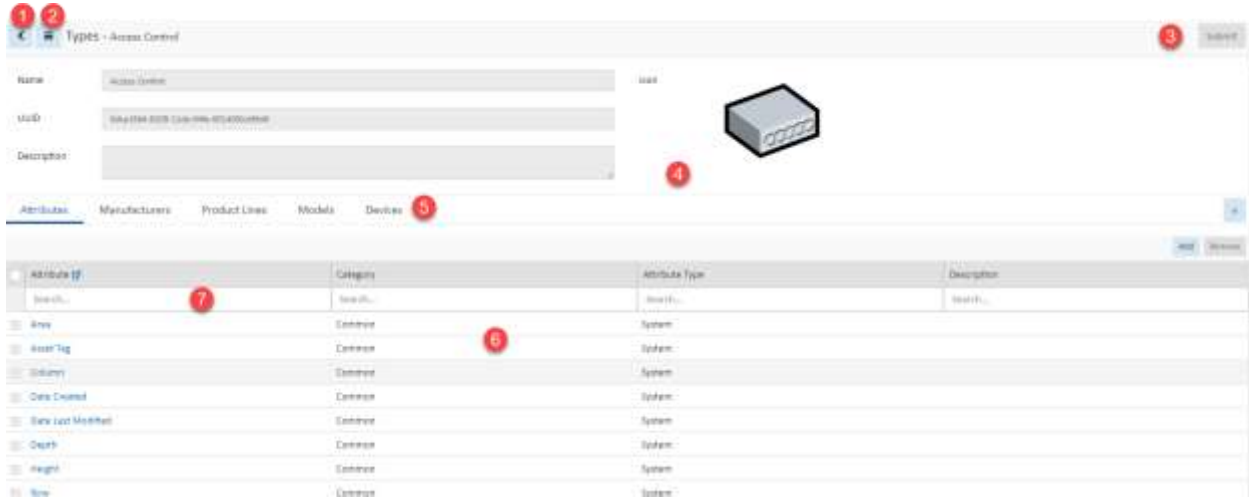 1 2
Types - Access Control
3 Submit
Name
Access Control
Icon
UUID
Description
4
Attributes Manufacturers Product Lines Models Devices 5
+
Add Remove
Attribute Category Attribute Type Description
Search... 7 Search... Search... Search...
Area Common System
Asset Tag Common 6 System
Column Common System
Date Created Common System
Date Last Modified Common System
Depth Common System
Height Common System
Row Common System